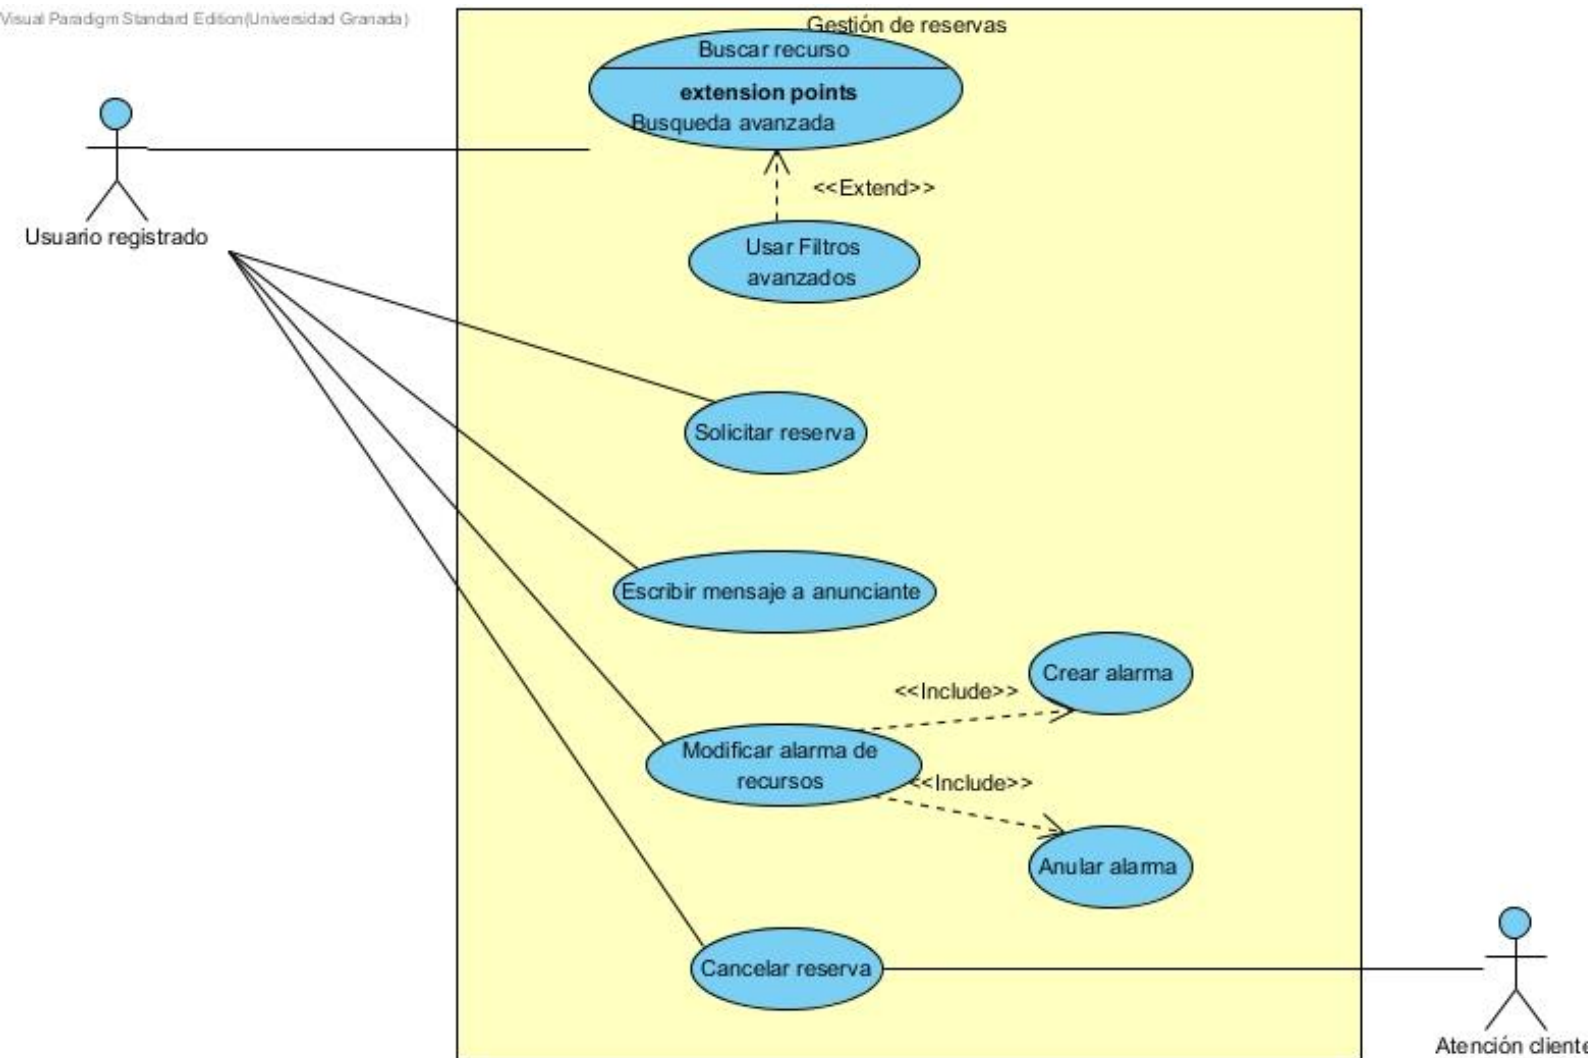 Visual Paradigm Standard Edition(Universidad Granada)
Gestión de reservas
Buscar recurso
extension points
Busqueda avanzada
<<Extend>>
Usuario registrado
Usar Filtros
avanzados
Solicitar reserva
Escribir mensaje a anunciante
Crear alarma
<<Include>>
Modificar alarma de
recursos
<<Include>>
Anular alarma
Cancelar reserva
Atención cliente